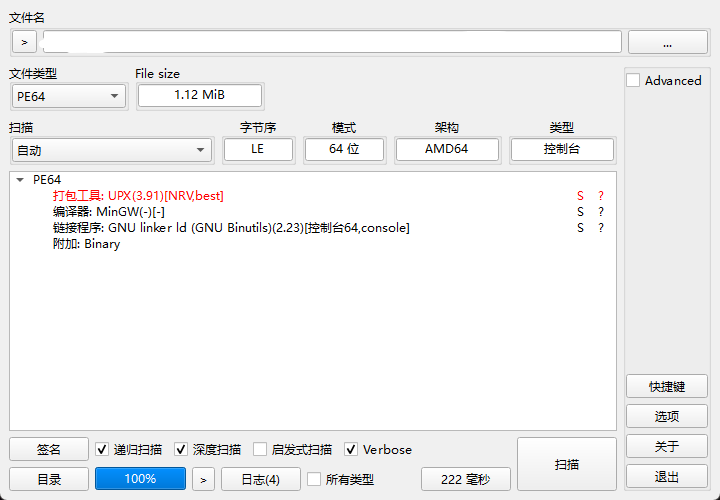 文件名
> ...
文件类型 File size
PE64 1.12 MiB
Advanced
扫描 字节序 模式 架构 类型
自动 LE 64 位 AMD64 控制台
PE64
打包工具: UPX(3.91)[NRV,best] S ?
编译器: MinGW(-)[-] S ?
链接程序: GNU linker ld (GNU Binutils)(2.23)[控制台64,console] S ?
附加: Binary
快捷键
选项
关于
退出
签名 递归扫描 深度扫描 启发式扫描 Verbose
扫描
目录 100% > 日志(4) 所有类型 222 毫秒